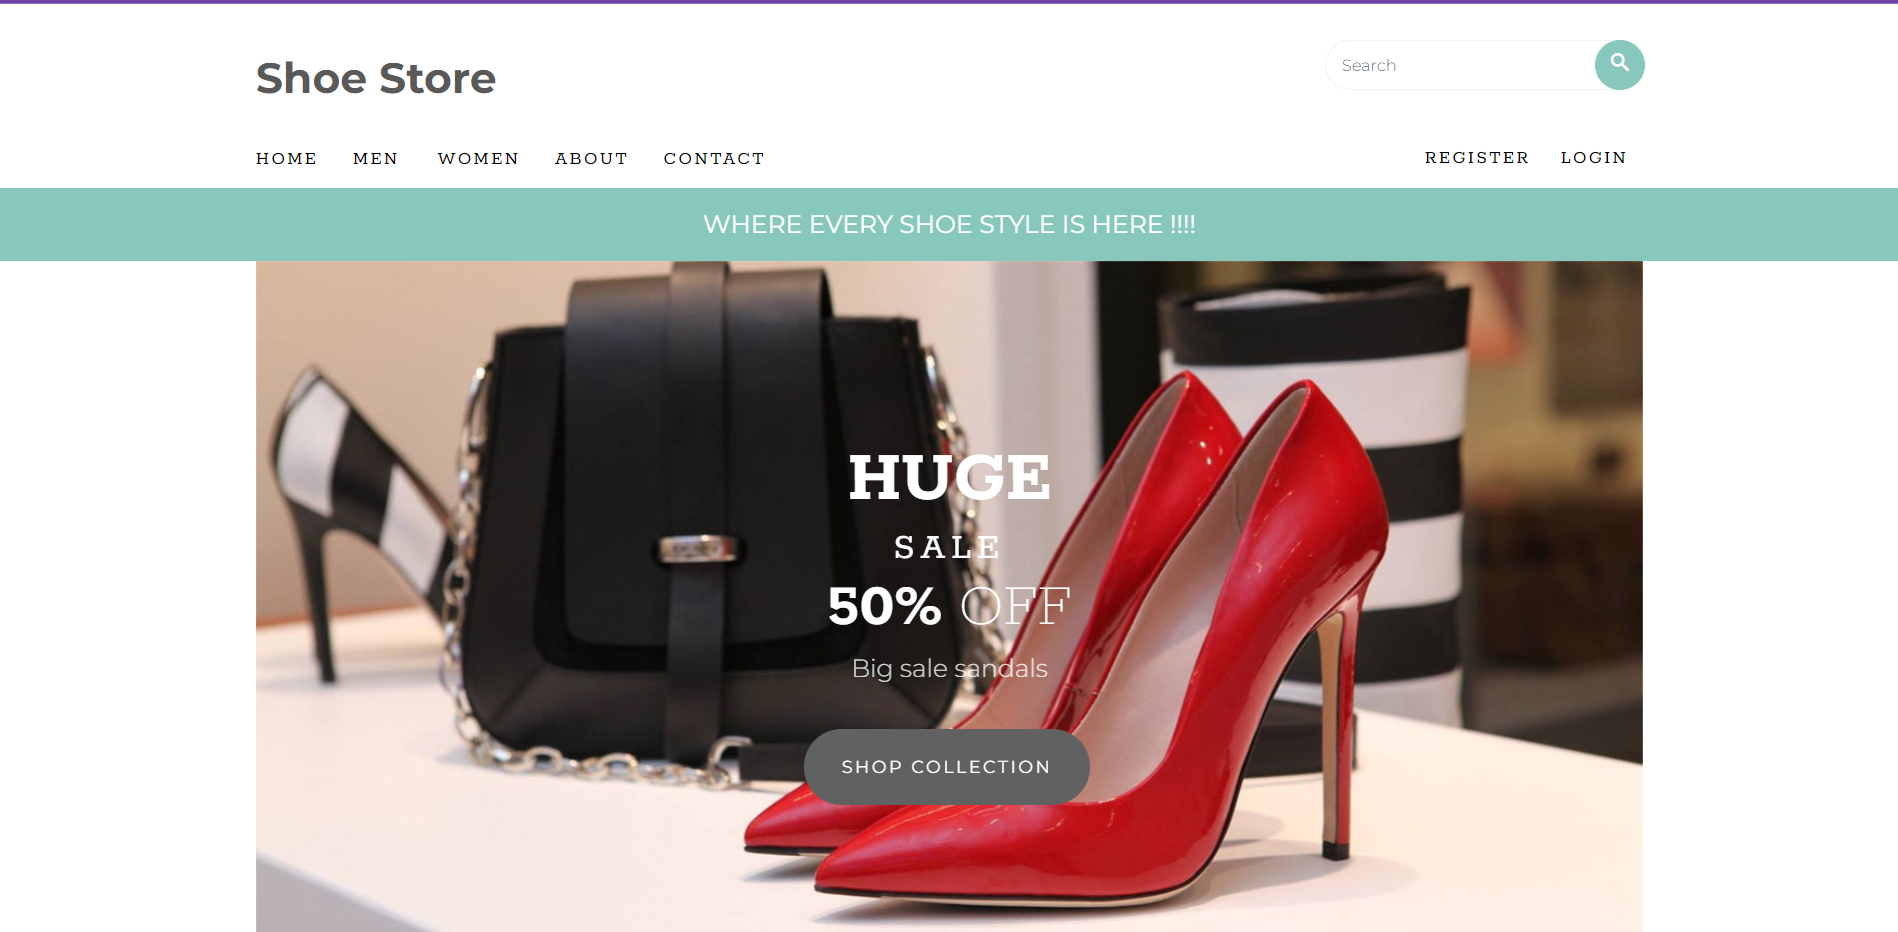 Shoe Store
Search
HOME MEN WOMEN ABOUT CONTACT
REGISTER LOGIN
WHERE EVERY SHOE STYLE IS HERE !!!!
HUGE
SALE
50% OFF
Big sale sandals
SHOP COLLECTION